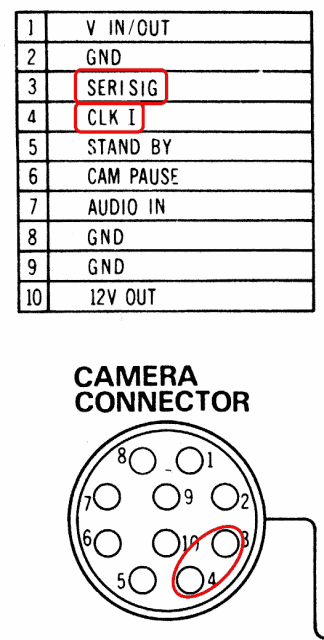 1 V IN/OUT
2 GND
3 SERISIG
4 CLK I
5 STAND BY
6 CAM PAUSE
7 AUDIO IN
8 GND
9 GND
10 12V OUT
CAMERA
CONNECTOR
8 1
7 9 2
6 10 3
5 4